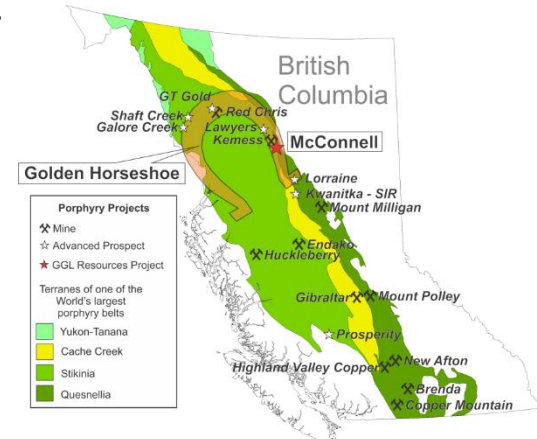 British
Columbia
GT Gold
Red Chris
Shaft Creek
Galore Creek
Lawyers
Kemess
McConnell
Golden Horseshoe
Lorraine
Kwanitka - SIR
Mount Milligan
Endako
Huckleberry
Gibraltar
Mount Polley
Prosperity
New Afton
Highland Valley Copper
Brenda
Copper Mountain
Porphyry Projects
Mine
Advanced Prospect
GGL Resources Project
Terranes of one of the
World's largest
porphyry belts
Yukon-Tanana
Cache Creek
Stikinia
Quesnellia